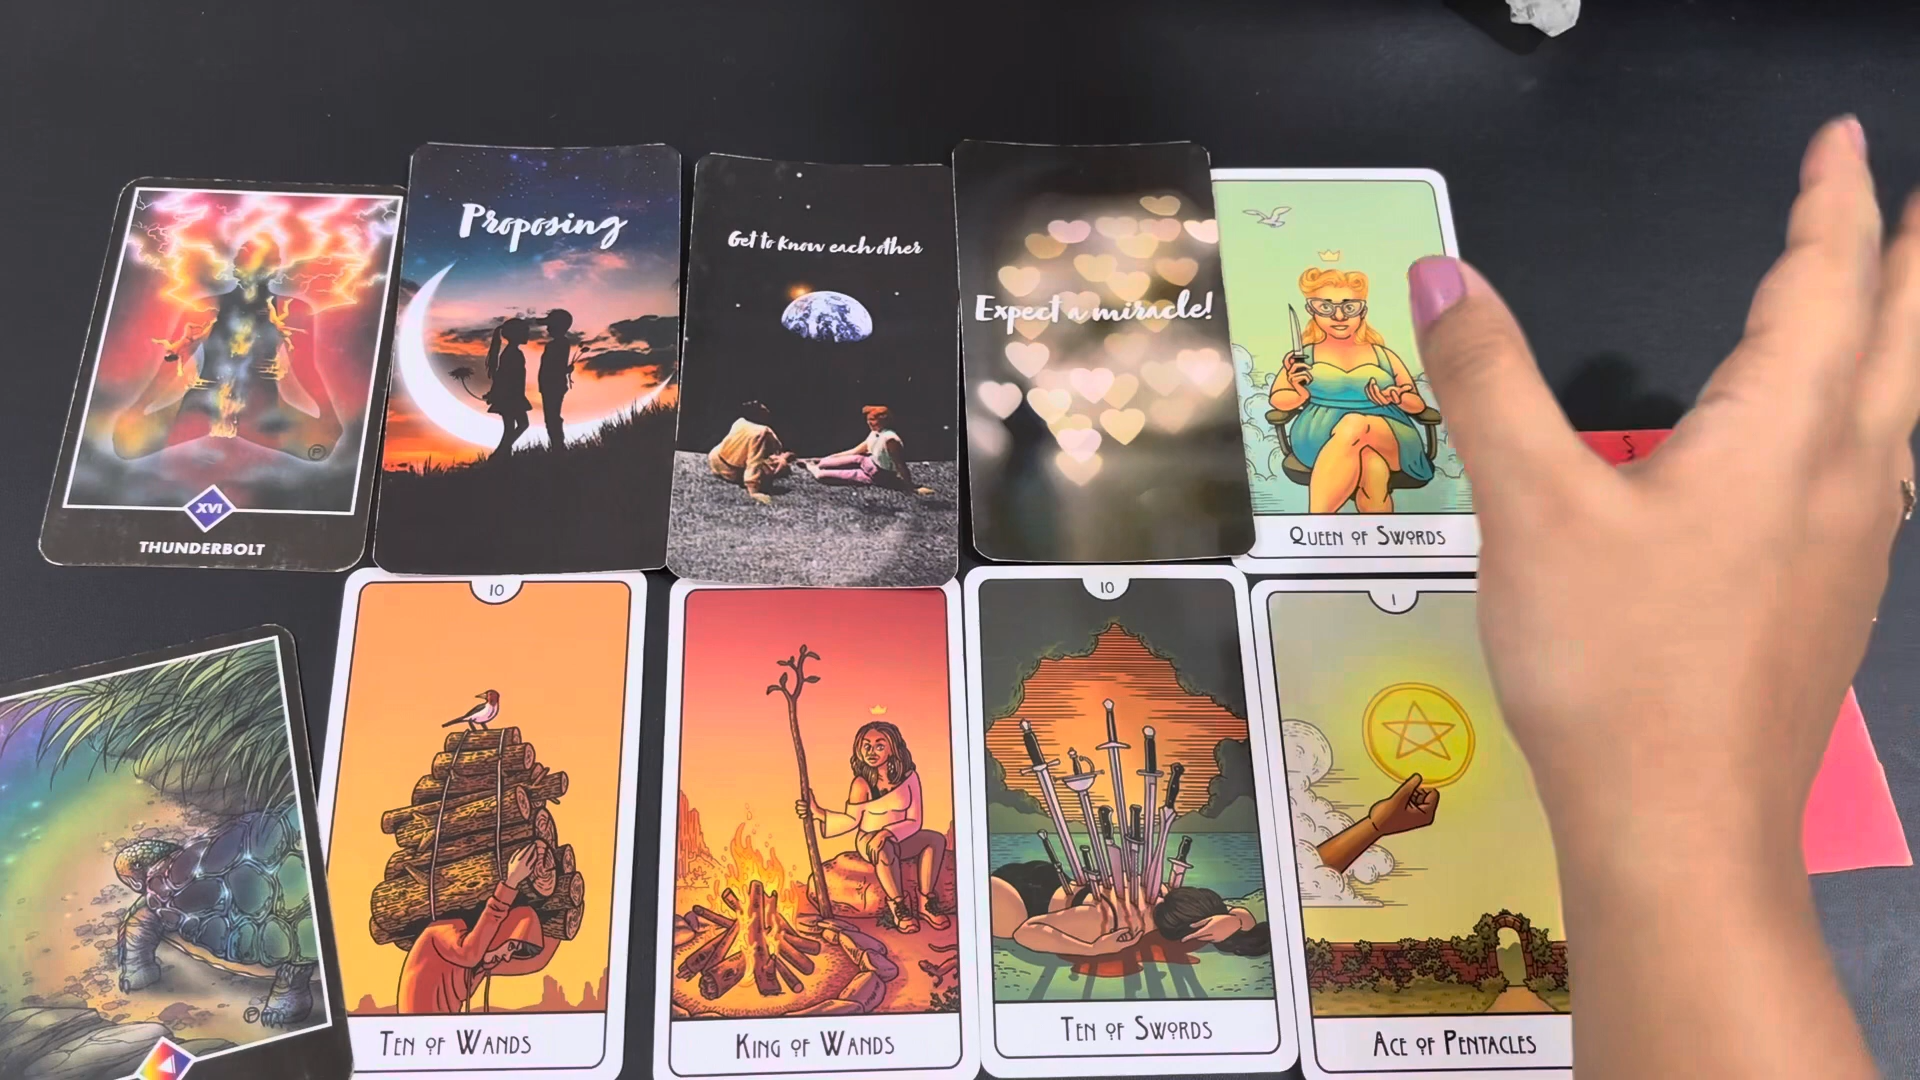 Proposing
Get to know each other
Expect a miracle!
XVI
THUNDERBOLT
QUEEN OF SWORDS
10
10
1
TEN OF WANDS
KING OF WANDS
TEN OF SWORDS
ACE OF PENTACLES